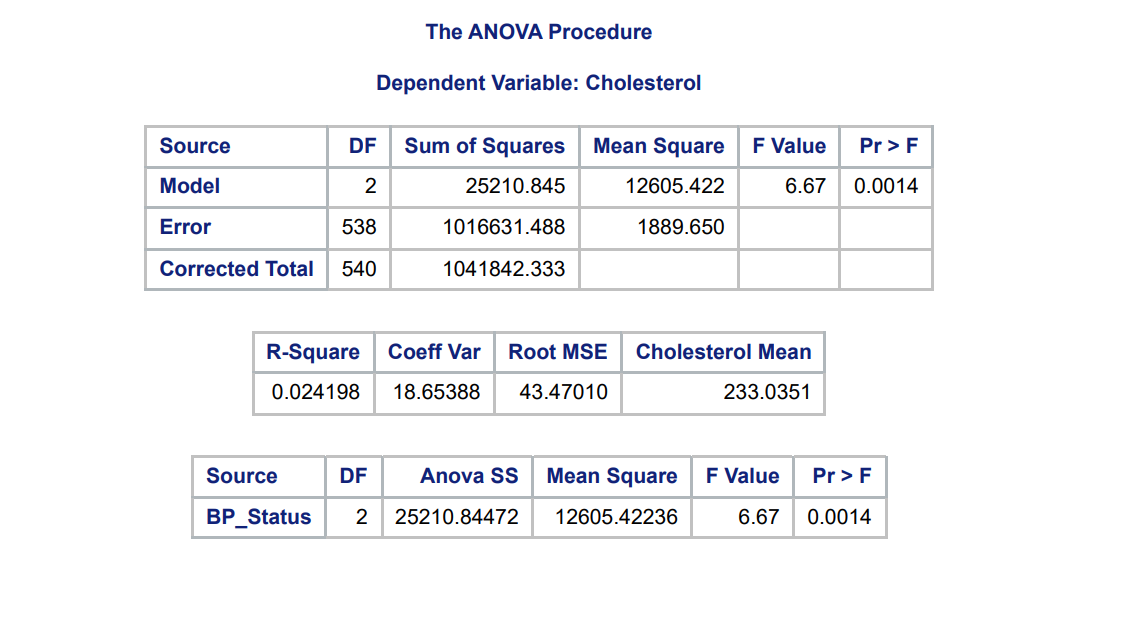 The ANOVA Procedure
Dependent Variable: Cholesterol
Source DF Sum of Squares Mean Square F Value Pr > F
Model 2 25210.845 12605.422 6.67 0.0014
Error 538 1016631.488 1889.650
Corrected Total 540 1041842.333
R-Square Coeff Var Root MSE Cholesterol Mean
0.024198 18.65388 43.47010 233.0351
Source DF Anova SS Mean Square F Value Pr > F
BP_Status 2 25210.84472 12605.42236 6.67 0.0014